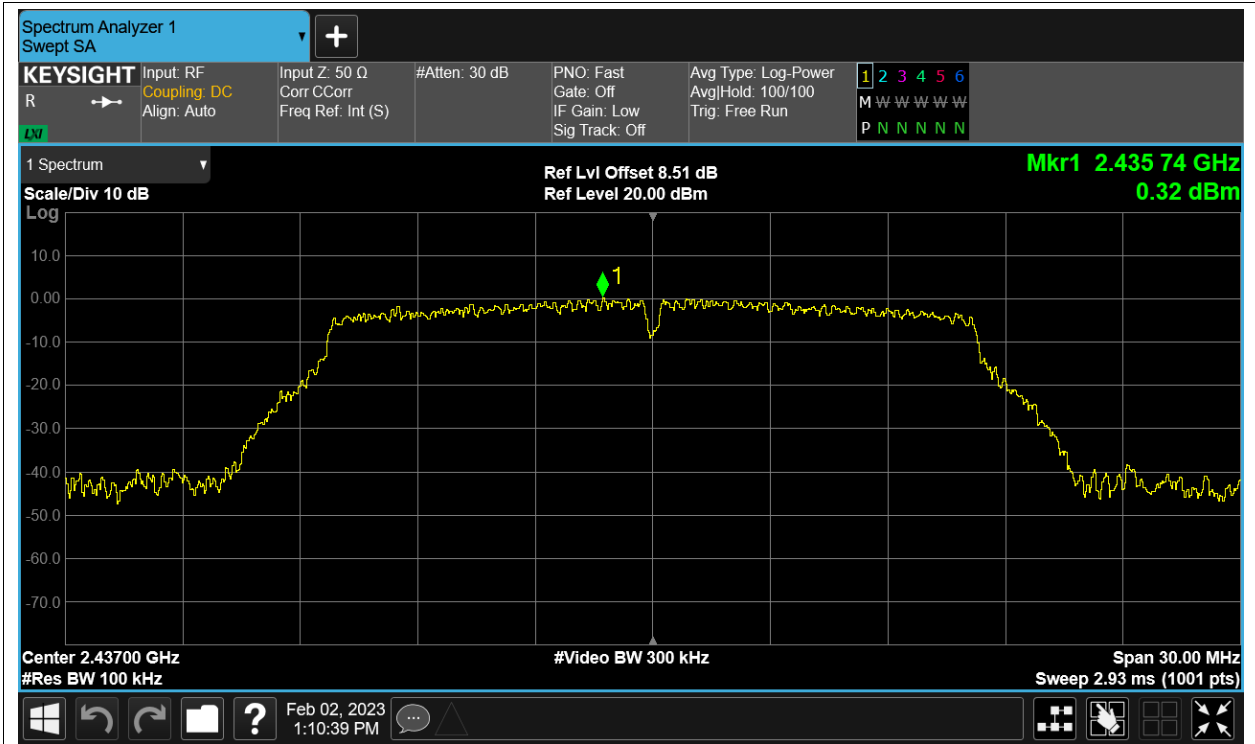 Spectrum Analyzer 1
Swept SA
+
KEYSIGHT
R
LXI
Input: RF
Coupling: DC
Align: Auto
Input Z: 50 Ω
Corr CCorr
Freq Ref: Int (S)
#Atten: 30 dB
PNO: Fast
Gate: Off
IF Gain: Low
Sig Track: Off
Avg Type: Log-Power
Avg|Hold: 100/100
Trig: Free Run
1 2 3 4 5 6
M W W W W W
P N N N N N
1 Spectrum
Scale/Div 10 dB
Log
Ref Lvl Offset 8.51 dB
Ref Level 20.00 dBm
Mkr1 2.435 74 GHz
0.32 dBm
10.0
0.00
-10.0
-20.0
-30.0
-40.0
-50.0
-60.0
-70.0
1
Center 2.43700 GHz
#Res BW 100 kHz
#Video BW 300 kHz
Span 30.00 MHz
Sweep 2.93 ms (1001 pts)
?
Feb 02, 2023
1:10:39 PM